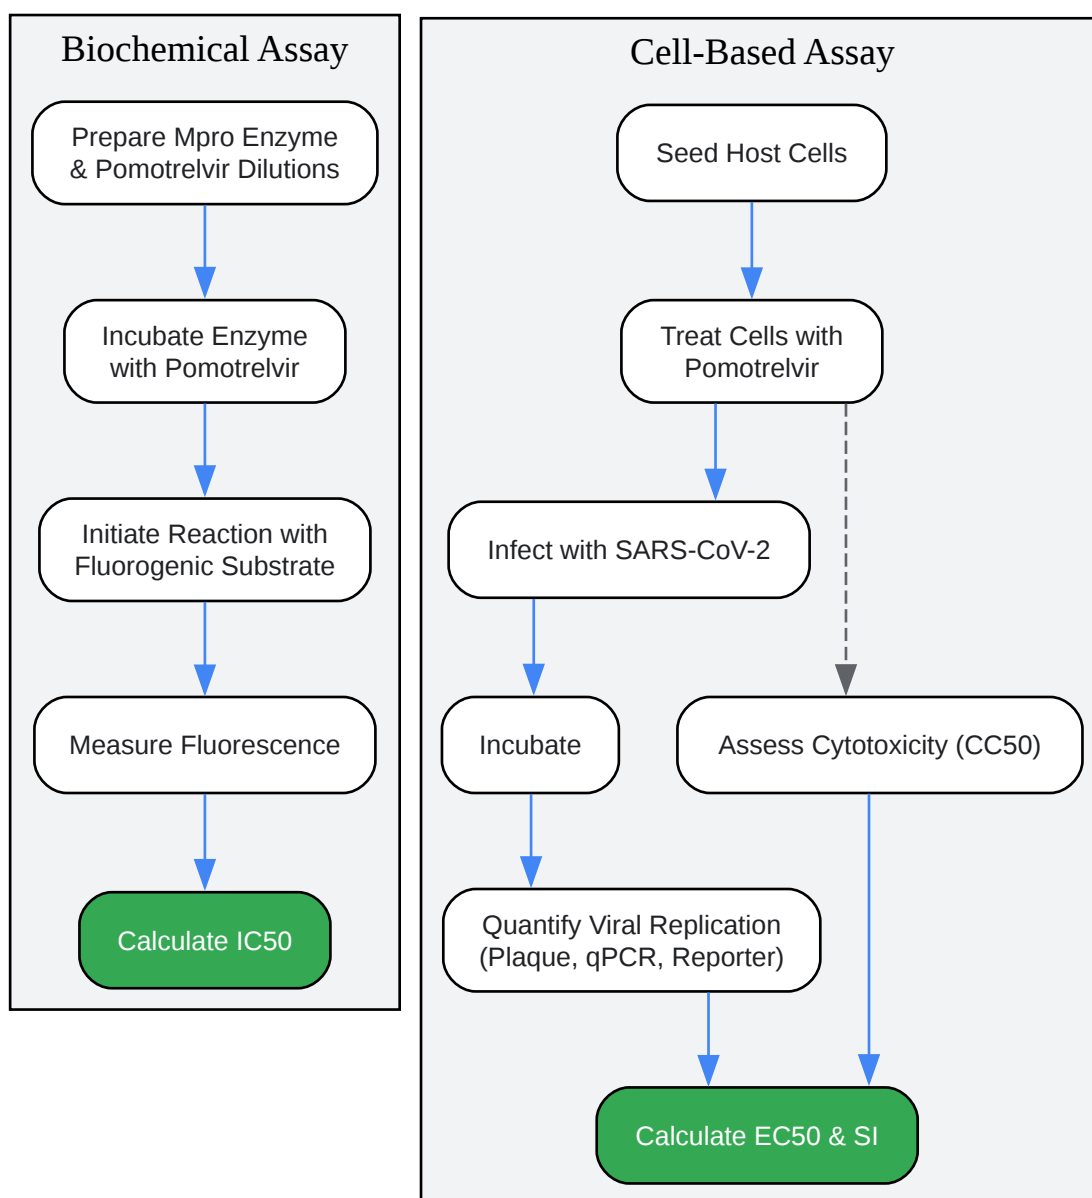 Biochemical Assay
Prepare Mpro Enzyme
& Pomotrelvir Dilutions
Incubate Enzyme
with Pomotrelvir
Initiate Reaction with
Fluorogenic Substrate
Measure Fluorescence
Calculate IC50
Cell-Based Assay
Seed Host Cells
Treat Cells with
Pomotrelvir
Infect with SARS-CoV-2
Incubate
Assess Cytotoxicity (CC50)
Quantify Viral Replication
(Plaque, qPCR, Reporter)
Calculate EC50 & SI